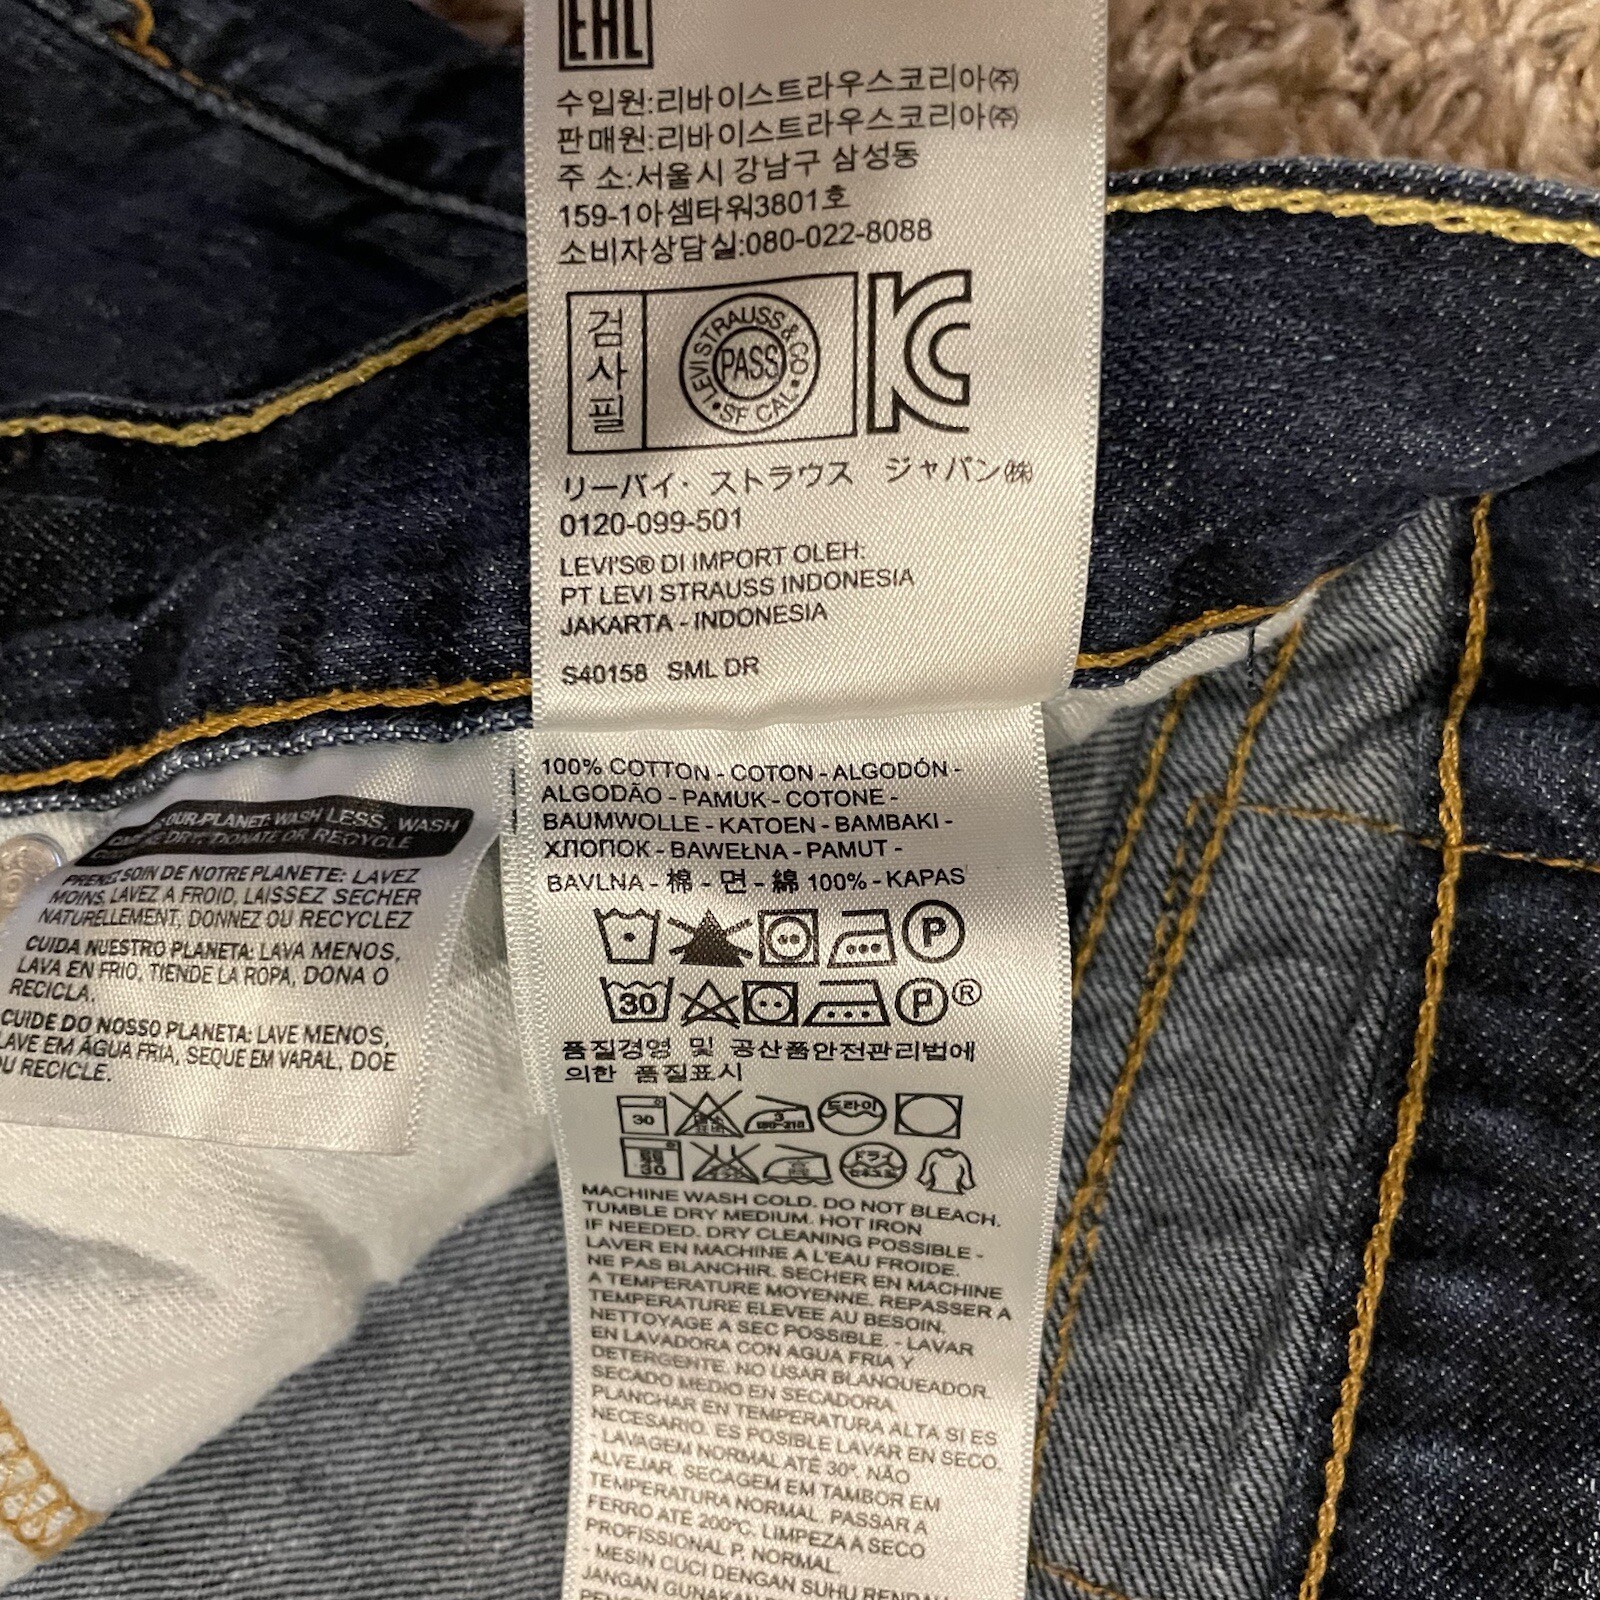 EAC
수입원:리바이스트라우스코리아㈜
판매원:리바이스트라우스코리아㈜
주 소:서울시 강남구 삼성동
159-1아셈타워3801호
소비자상담실:080-022-8088
검사필
LEVI STRAUSS & CO
PASS
SF CAL
KC
リーバイ・ストラウス ジャパン㈱
0120-099-501
LEVI'S® DI IMPORT OLEH:
PT LEVI STRAUSS INDONESIA
JAKARTA - INDONESIA
S40158 SML DR
OUR PLANET: WASH LESS, WASH
DRY, DONATE OR RECYCLE
PRENEZ SOIN DE NOTRE PLANETE: LAVEZ
MOINS, LAVEZ A FROID, LAISSEZ SECHER
NATURELLEMENT, DONNEZ OU RECYCLEZ
CUIDA NUESTRO PLANETA: LAVA MENOS,
LAVA EN FRIO, TIENDE LA ROPA, DONA O
RECICLA.
CUIDE DO NOSSO PLANETA: LAVE MENOS,
LAVE EM ÁGUA FRIA, SEQUE EM VARAL, DOE
OU RECICLE.
100% COTTON - COTON - ALGODÓN -
ALGODÃO - PAMUK - COTONE -
BAUMWOLLE - KATOEN - BAMBAKI -
ХЛОПОК - BAWEŁNA - PAMUT -
BAVLNA - 棉 - 면 - 綿 100% - KAPAS
P
30 P ®
품질경영 및 공산품안전관리법에
의한 품질표시
30 3 180~210 드라이
30 ドライ
MACHINE WASH COLD. DO NOT BLEACH.
TUMBLE DRY MEDIUM. HOT IRON
IF NEEDED. DRY CLEANING POSSIBLE -
LAVER EN MACHINE A L'EAU FROIDE.
NE PAS BLANCHIR. SECHER EN MACHINE
A TEMPERATURE MOYENNE. REPASSER A
TEMPERATURE ELEVEE AU BESOIN.
NETTOYAGE A SEC POSSIBLE. - LAVAR
EN LAVADORA CON AGUA FRIA Y
DETERGENTE. NO USAR BLANQUEADOR.
SECADO MEDIO EN SECADORA.
PLANCHAR EN TEMPERATURA ALTA SI ES
NECESARIO. ES POSIBLE LAVAR EN SECO.
- LAVAGEM NORMAL ATÉ 30°, NÃO
ALVEJAR, SECAGEM EM TAMBOR EM
TEMPERATURA NORMAL. PASSAR A
FERRO ATÉ 200°C. LIMPEZA A SECO
PROFISSIONAL P, NORMAL.
- MESIN CUCI DENGAN SUHU RENDAH
JANGAN GUNAKAN